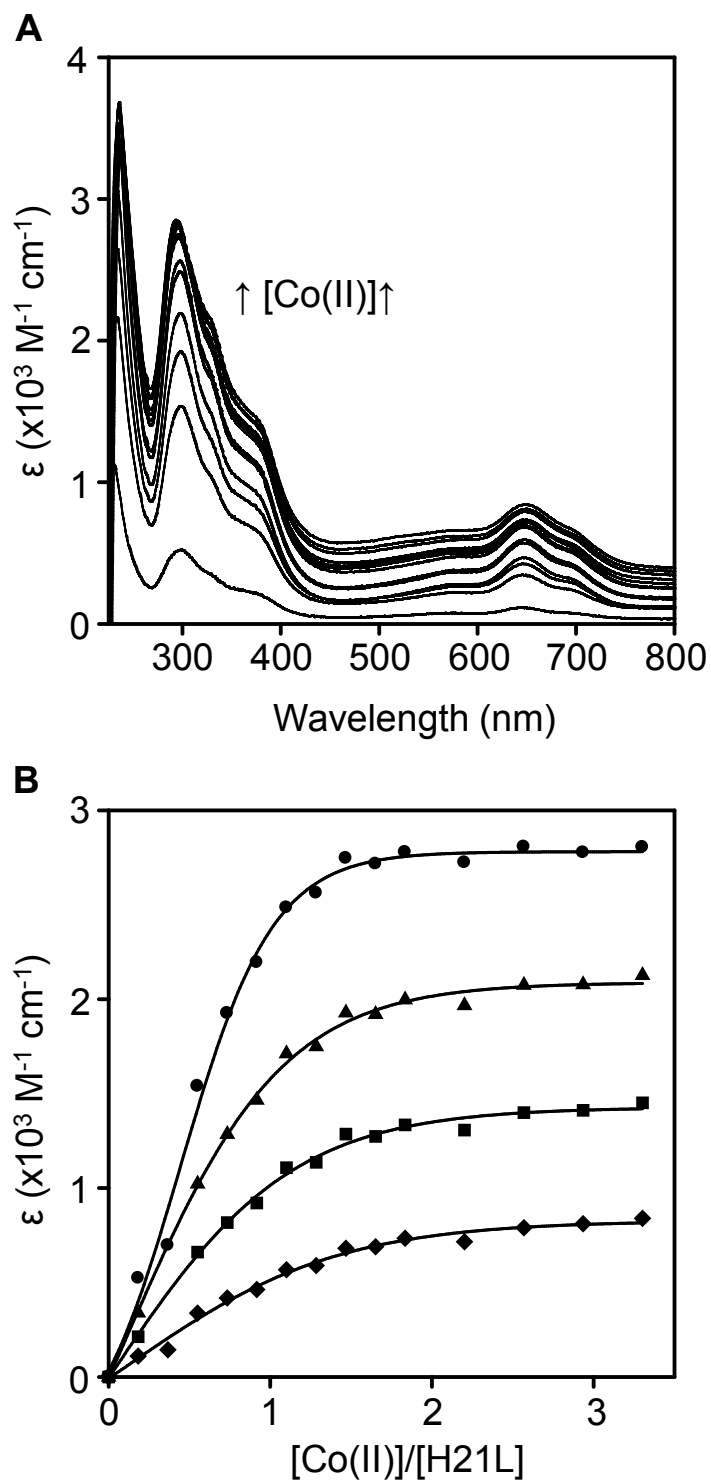 A
4
3
2
1
0
ε (x10³ M⁻¹ cm⁻¹)
↑ [Co(II)]↑
300 400 500 600 700 800
Wavelength (nm)
B
3
2
1
0
ε (x10³ M⁻¹ cm⁻¹)
0 1 2 3
[Co(II)]/[H21L]